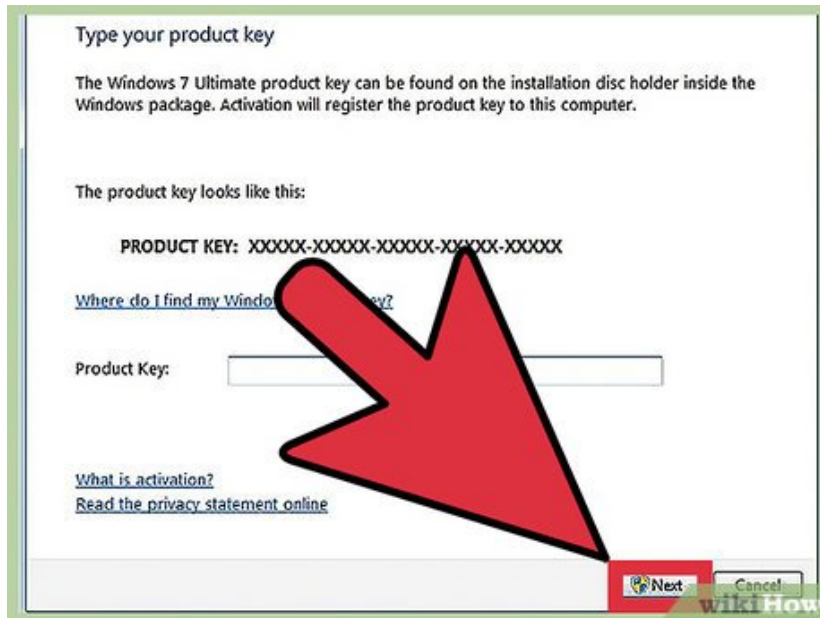 Type your product key
The Windows 7 Ultimate product key can be found on the installation disc holder inside the
Windows package. Activation will register the product key to this computer.
The product key looks like this:
PRODUCT KEY: XXXXX-XXXXX-XXXXX-XXXXX-XXXXX
Where do I find my
Product Key:
What is activation?
Read the privacy statement online
Next Cancel
wikiHow